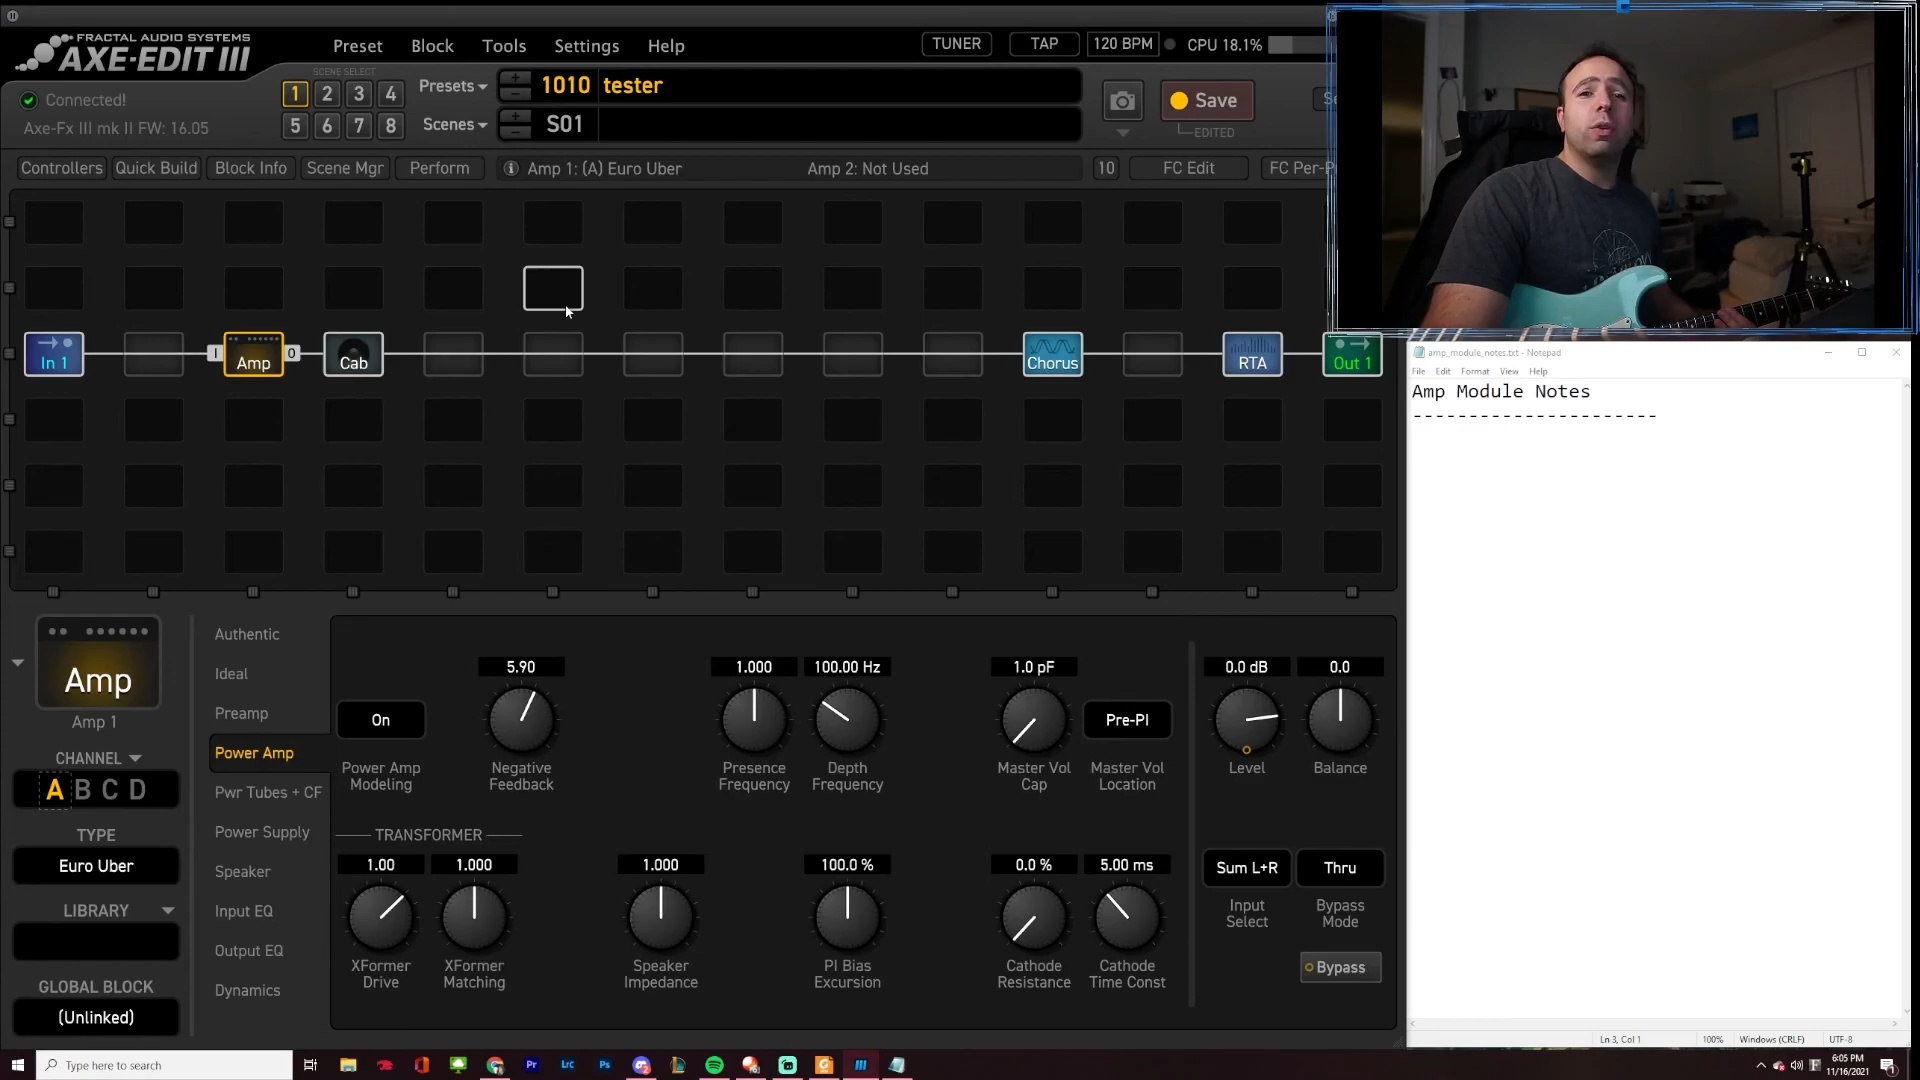 FRACTAL AUDIO SYSTEMS
AXE-EDIT III
Preset Block Tools Settings Help
TUNER TAP 120 BPM CPU 18.1%
SCENE SELECT
Connected!
Axe-Fx III mk II FW: 16.05
1 2 3 4
5 6 7 8
Presets 1010 tester
Scenes S01
Save
EDITED
Controllers Quick Build Block Info Scene Mgr Perform
Amp 1: (A) Euro Uber Amp 2: Not Used
10 FC Edit FC Per-P
In 1 I Amp O Cab Chorus RTA Out 1
amp_module_notes.txt - Notepad
File Edit Format View Help
Amp Module Notes
----------------------
Amp
Amp 1
CHANNEL
A B C D
TYPE
Euro Uber
LIBRARY
GLOBAL BLOCK
(Unlinked)
Authentic
Ideal
Preamp
Power Amp
Pwr Tubes + CF
Power Supply
Speaker
Input EQ
Output EQ
Dynamics
5.90 1.000 100.00 Hz 1.0 pF 0.0 dB 0.0
On Pre-PI
Power Amp Modeling
Negative Feedback
Presence Frequency
Depth Frequency
Master Vol Cap
Master Vol Location
Level
Balance
TRANSFORMER
1.00 1.000 1.000 100.0 % 0.0 % 5.00 ms
Sum L+R Thru
Input Select
Bypass Mode
XFormer Drive
XFormer Matching
Speaker Impedance
PI Bias Excursion
Cathode Resistance
Cathode Time Const
Bypass
Ln 3, Col 1 100% Windows (CRLF) UTF-8
Type here to search
Pr Lrc Ps
6:05 PM
11/16/2021